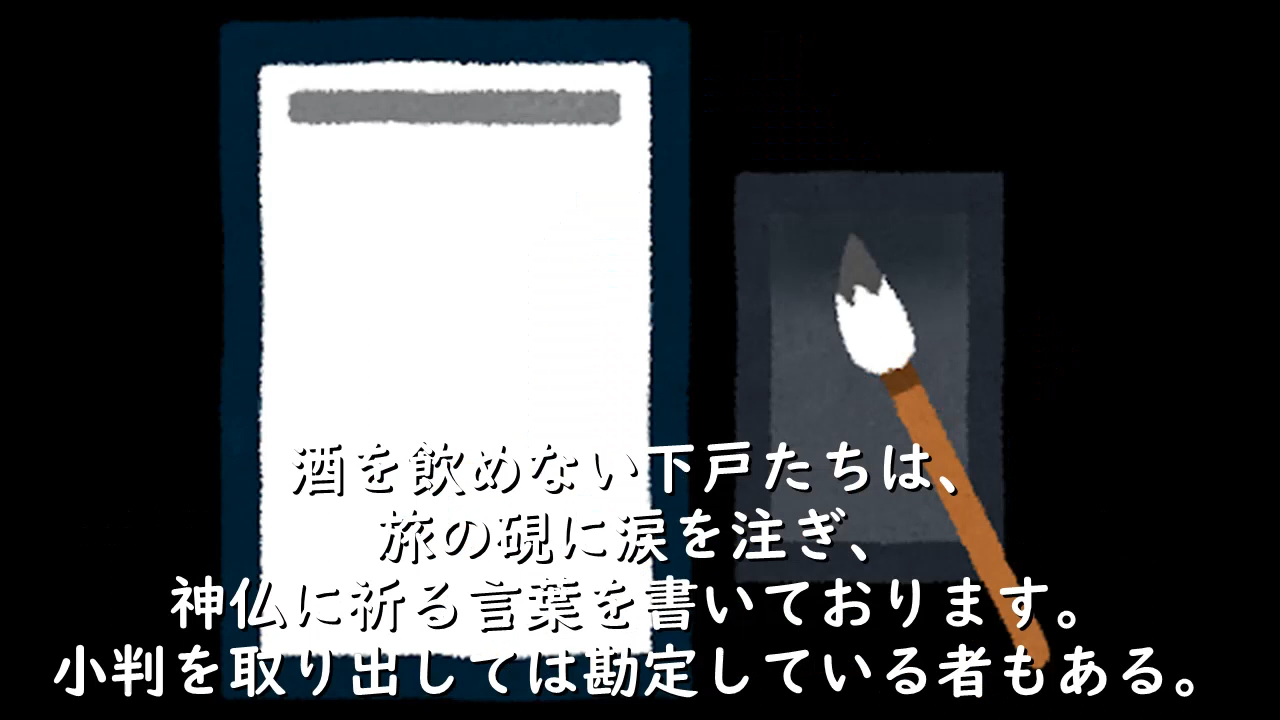 酒を飲めない下戸たちは、
旅の硯に涙を注ぎ、
神仏に祈る言葉を書いております。
小判を取り出しては勘定している者もある。